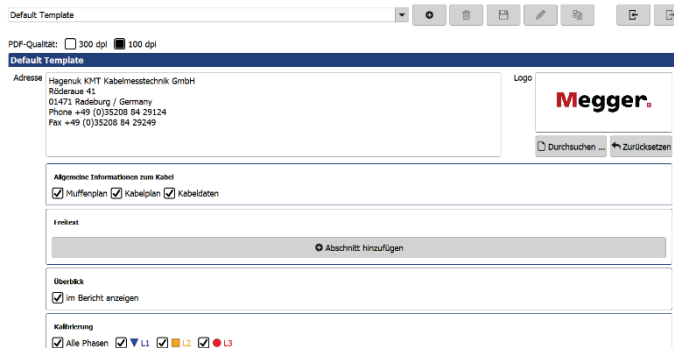 Default Template
PDF-Qualität: 300 dpi 100 dpi
Default Template
Adresse
Hagenuk KMT Kabelmesstechnik GmbH
Röderaue 41
01471 Radeburg / Germany
Phone +49 (0)35208 84 29124
Fax +49 (0)35208 84 29249
Logo
Megger.
Durchsuchen ... Zurücksetzen
Allgemeine Informationen zum Kabel
Muffenplan Kabelplan Kabeldaten
Freitext
Abschnitt hinzufügen
Überblick
im Bericht anzeigen
Kalibrierung
Alle Phasen L1 L2 L3